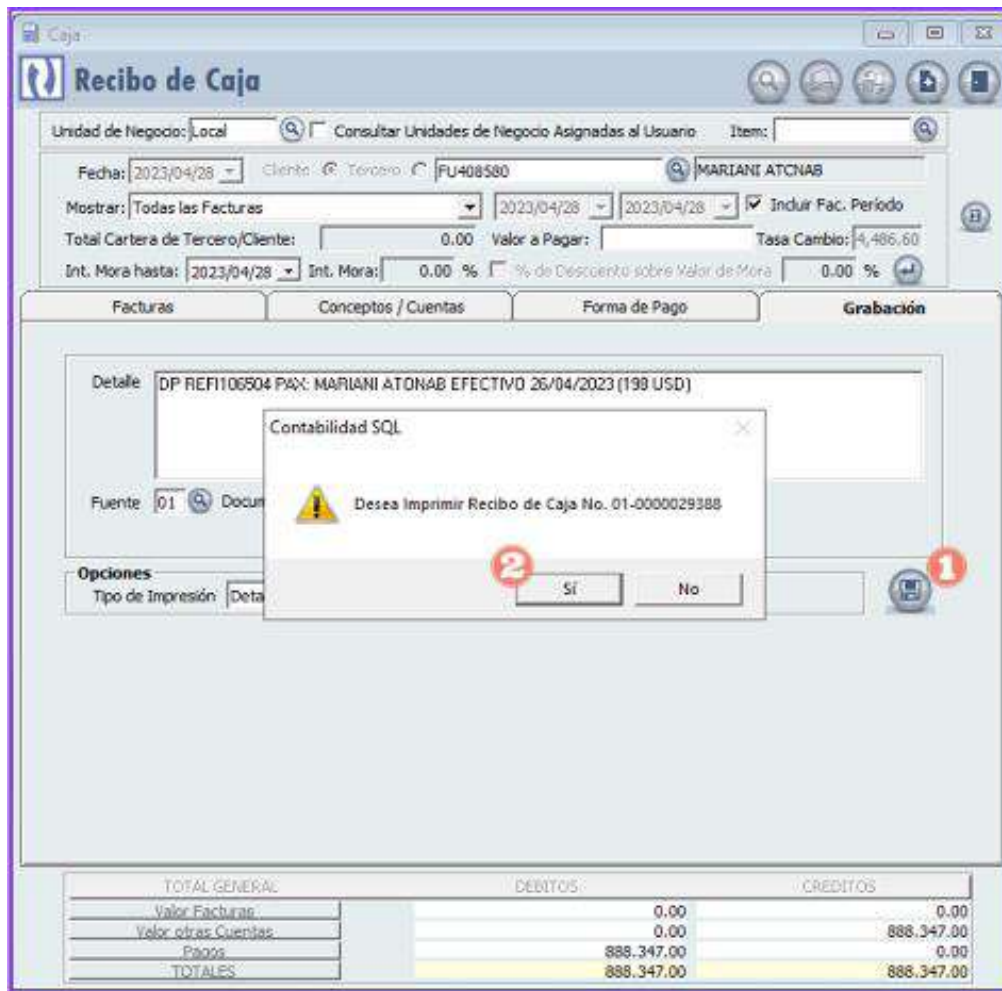 Caja
Recibo de Caja
Unidad de Negocio: Local Consultar Unidades de Negocio Asignadas al Usuario Item:
Fecha: 2023/04/28 Cliente Tercero FU408580 MARIANI ATCNAB
Mostrar: Todas las Facturas 2023/04/28 2023/04/28 Incluir Fac. Período
Total Cartera de Tercero/Cliente: 0.00 Valor a Pagar: Tasa Cambio: 4,486.60
Int. Mora hasta: 2023/04/28 Int. Mora: 0.00 % % de Descuento sobre Valor de Mora 0.00 %
Facturas Conceptos / Cuentas Forma de Pago Grabación
Detalle DP REFI106504 PAX: MARIANI ATONAB EFECTIVO 26/04/2023 (198 USD)
Contabilidad SQL
Fuente 01 Docum
Desea Imprimir Recibo de Caja No. 01-0000029388
2
1
Sí No
Opciones
Tipo de Impresión Deta
TOTAL GENERAL DEBITOS CREDITOS
Valor Facturas 0.00 0.00
Valor otras Cuentas 0.00 888.347.00
Pagos 888.347.00 0.00
TOTALES 888.347.00 888.347.00